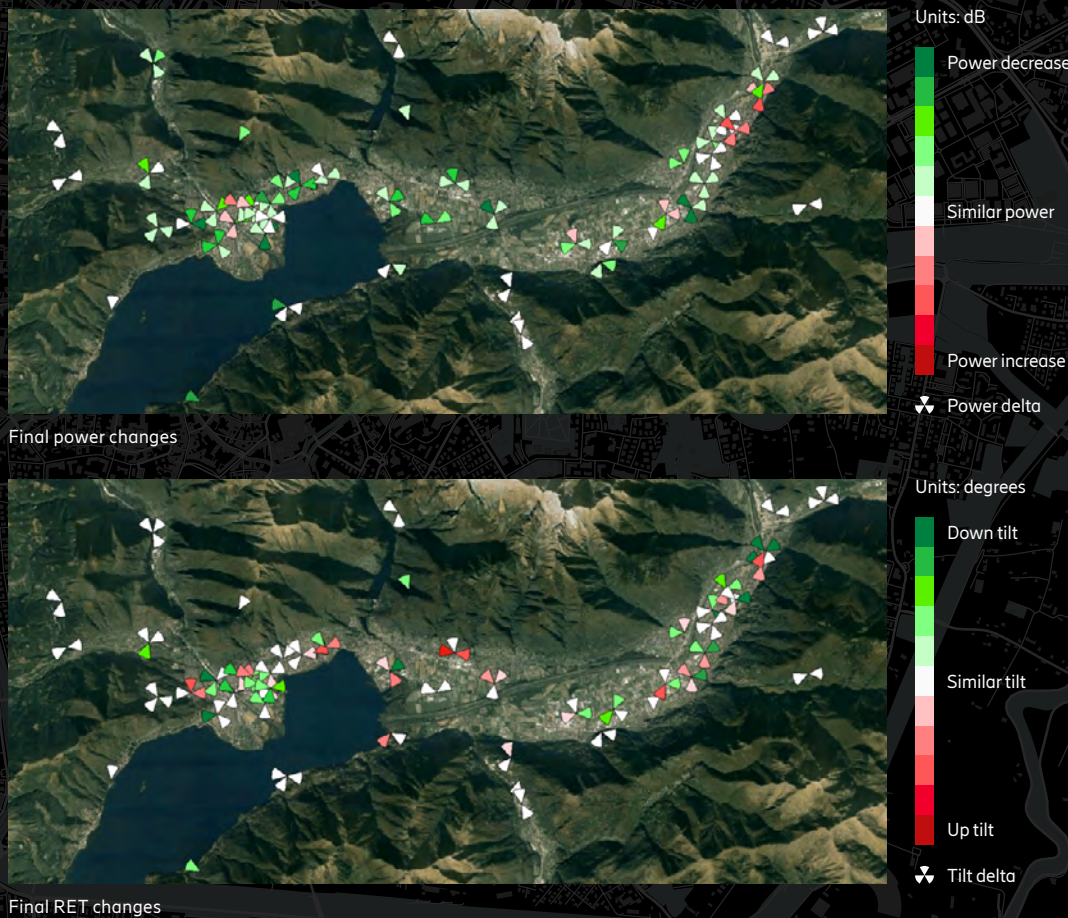 Units: dB
Power decrease
Similar power
Power increase
Power delta
Final power changes
Units: degrees
Down tilt
Similar tilt
Up tilt
Tilt delta
Final RET changes